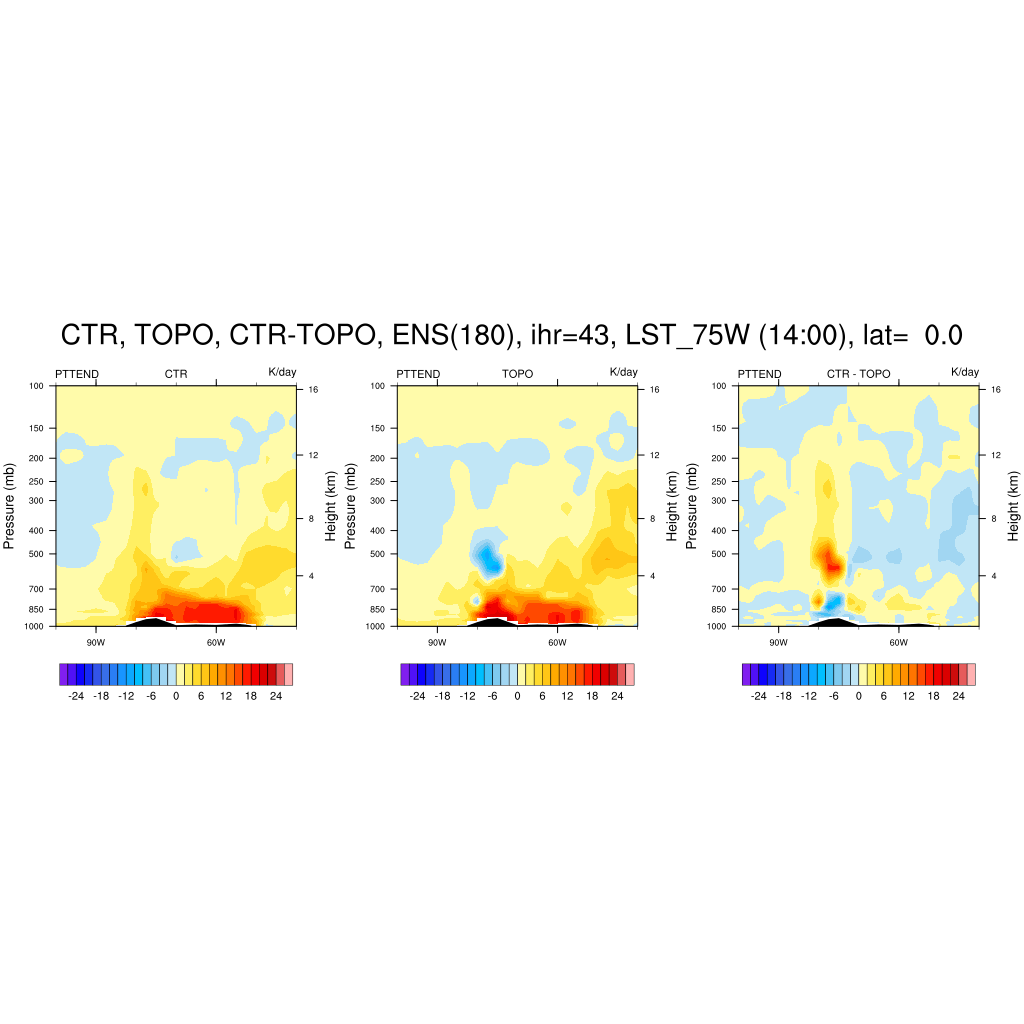 CTR, TOPO, CTR-TOPO, ENS(180), ihr=43, LST_75W (14:00), lat= 0.0
PTTEND CTR K/day
100
150
200
250
300
400
500
700
850
1000
Pressure (mb)
16
12
8
4
Height (km)
90W 60W
-24 -18 -12 -6 0 6 12 18 24
PTTEND TOPO K/day
100
150
200
250
300
400
500
700
850
1000
Pressure (mb)
16
12
8
4
Height (km)
90W 60W
-24 -18 -12 -6 0 6 12 18 24
PTTEND CTR - TOPO K/day
100
150
200
250
300
400
500
700
850
1000
Pressure (mb)
16
12
8
4
Height (km)
90W 60W
-24 -18 -12 -6 0 6 12 18 24